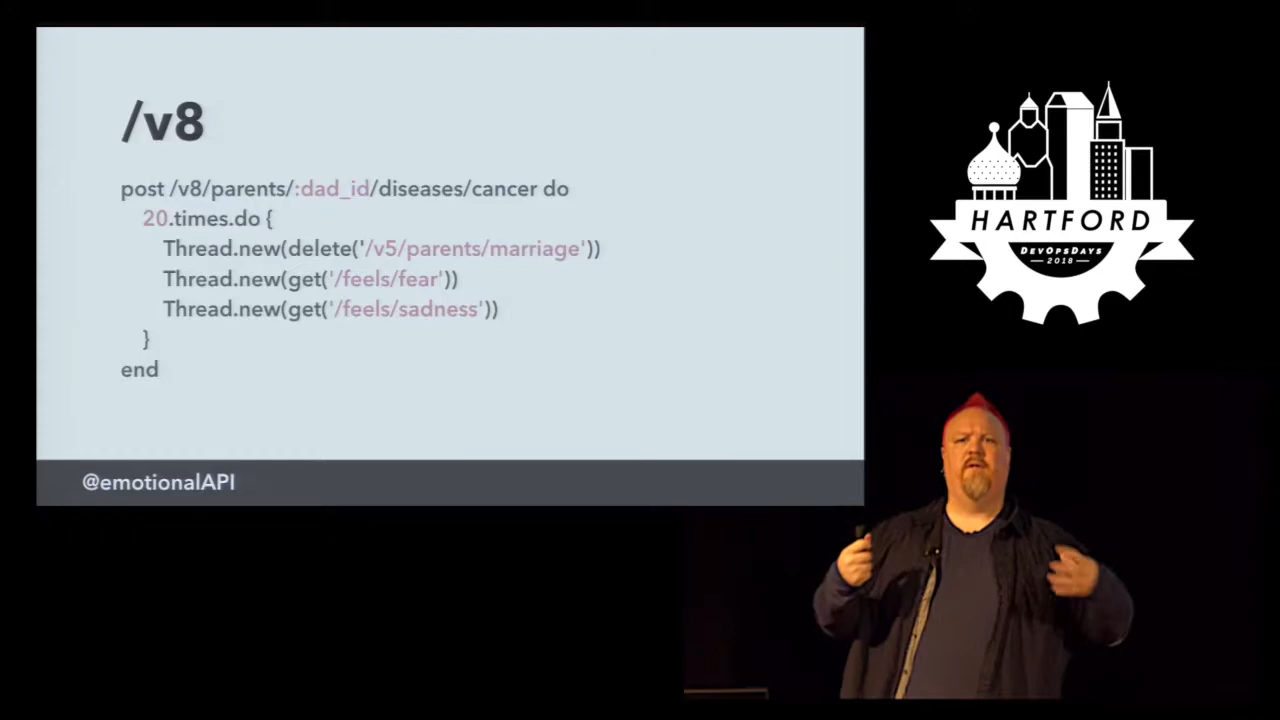 /v8
post /v8/parents/:dad_id/diseases/cancer do
20.times.do {
Thread.new(delete('/v5/parents/marriage'))
Thread.new(get('/feels/fear'))
Thread.new(get('/feels/sadness'))
}
end
@emotionalAPI
HARTFORD
DEVOPSDAYS
2018